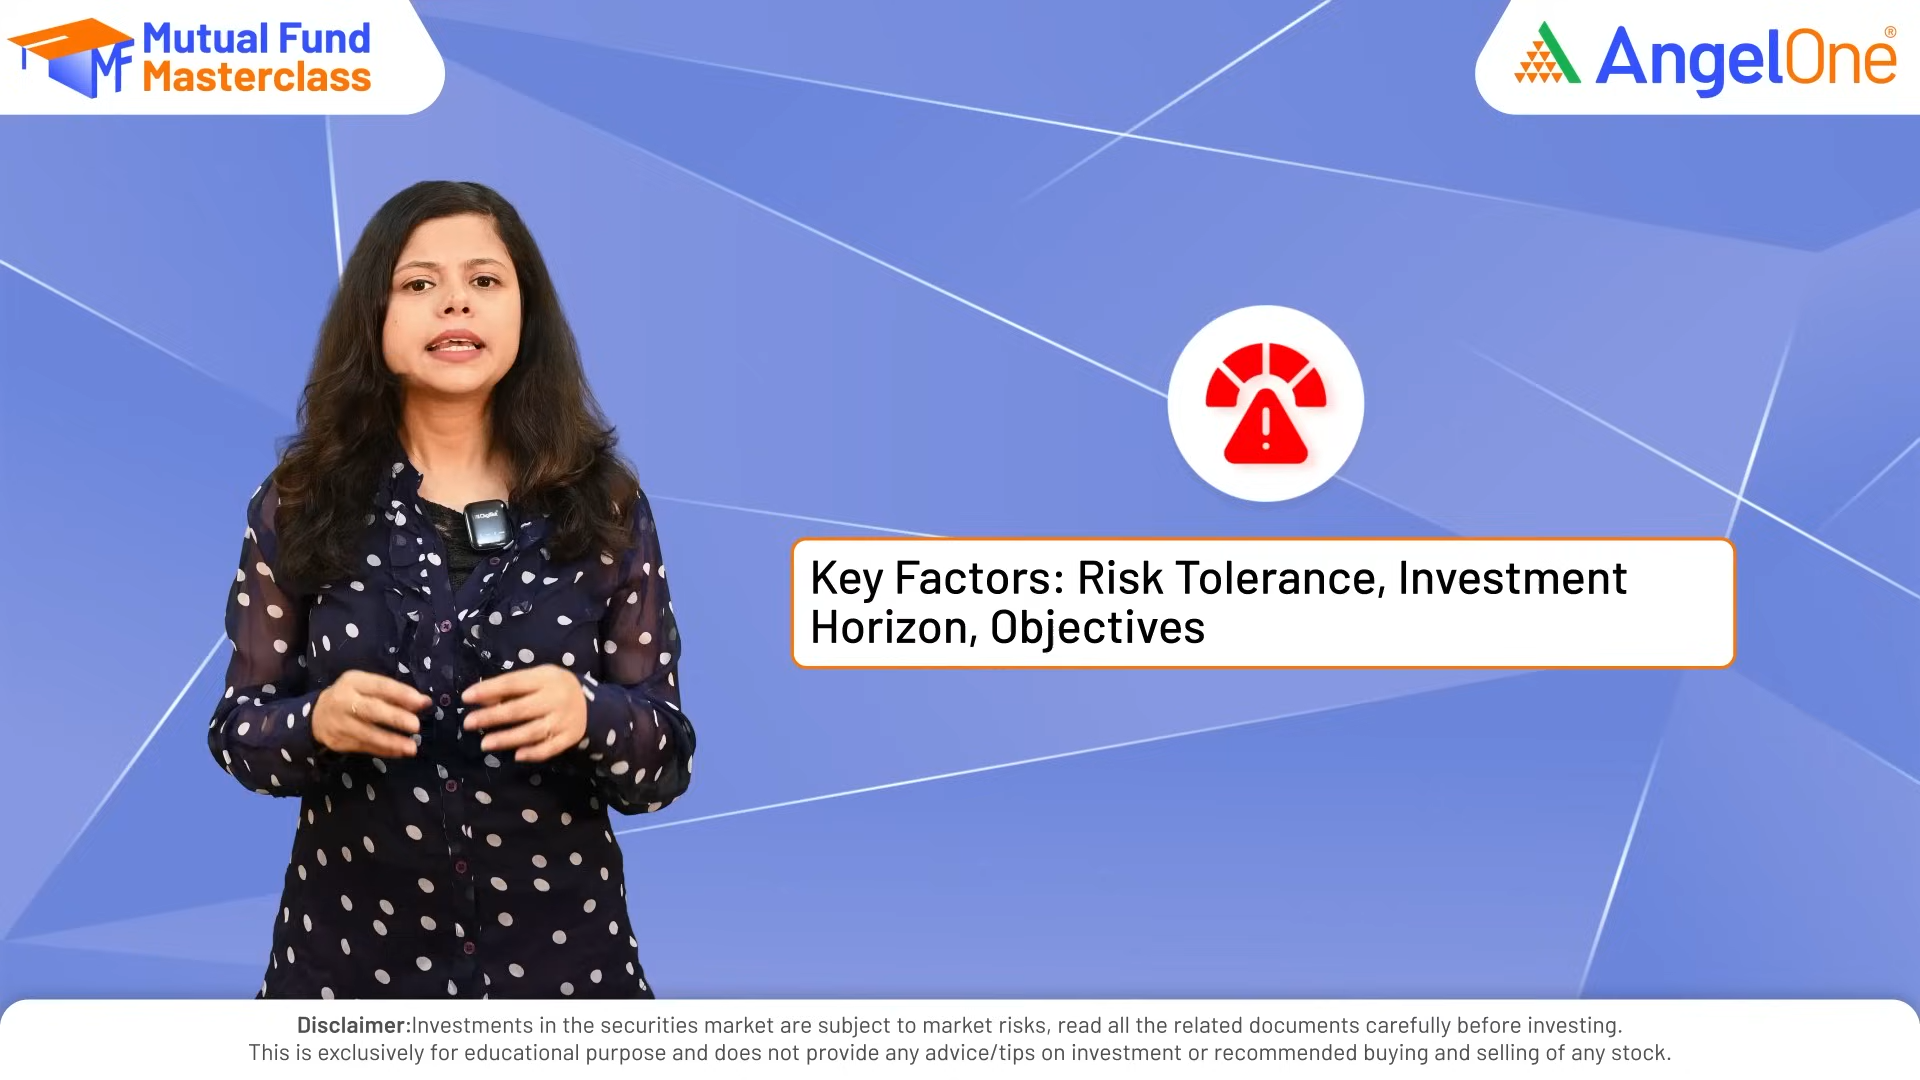 Mutual Fund
Masterclass
MF
AngelOne®
Key Factors: Risk Tolerance, Investment
Horizon, Objectives
Disclaimer:Investments in the securities market are subject to market risks, read all the related documents carefully before investing.
This is exclusively for educational purpose and does not provide any advice/tips on investment or recommended buying and selling of any stock.